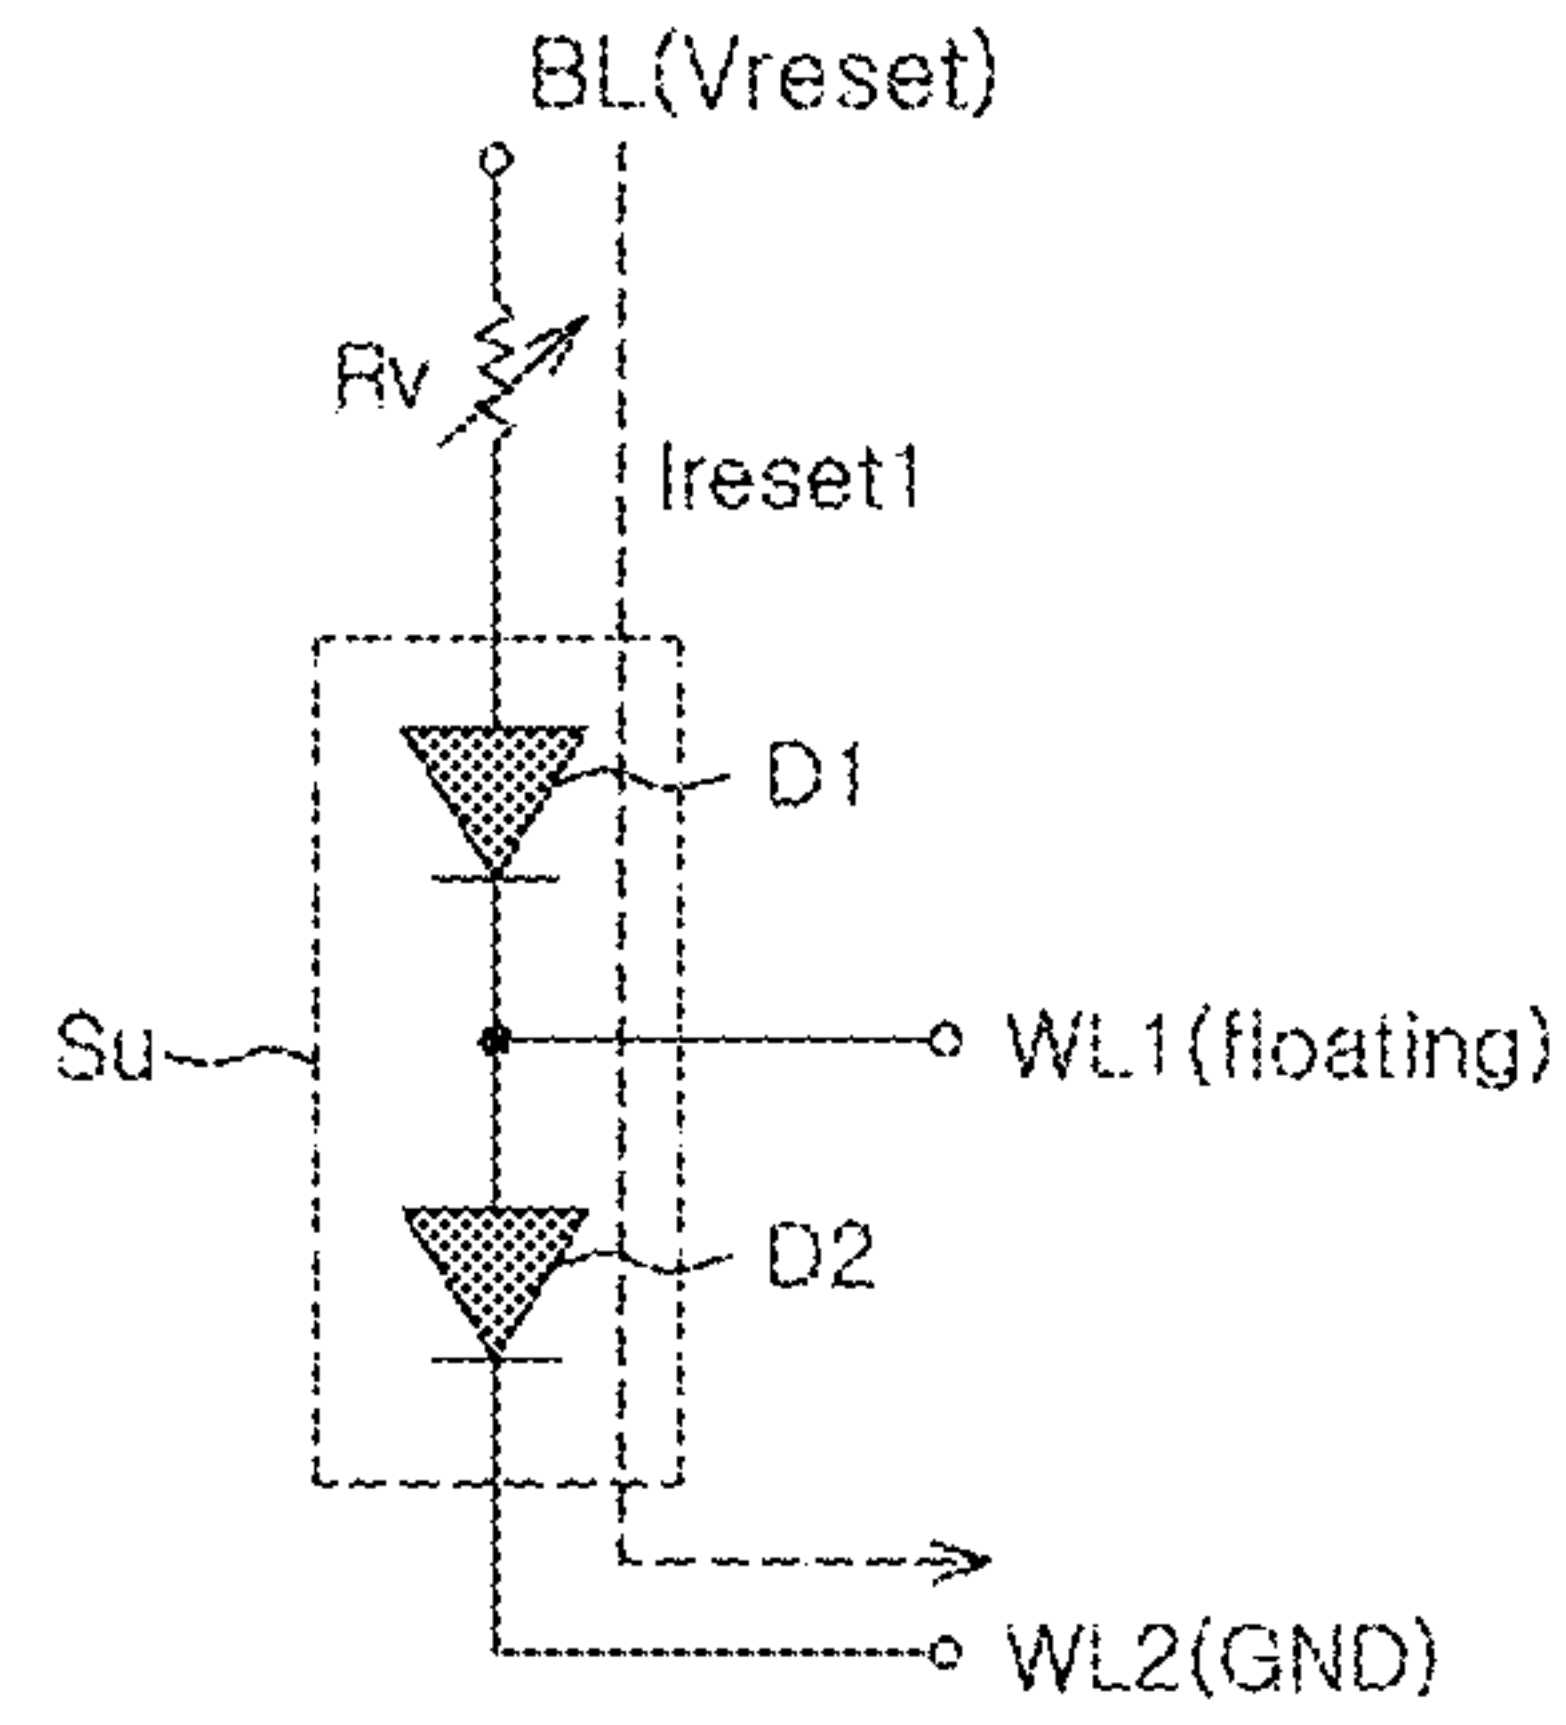 BL(Vreset)
Rv
Ireset1
D1
Su
WL1(floating)
D2
WL2(GND)